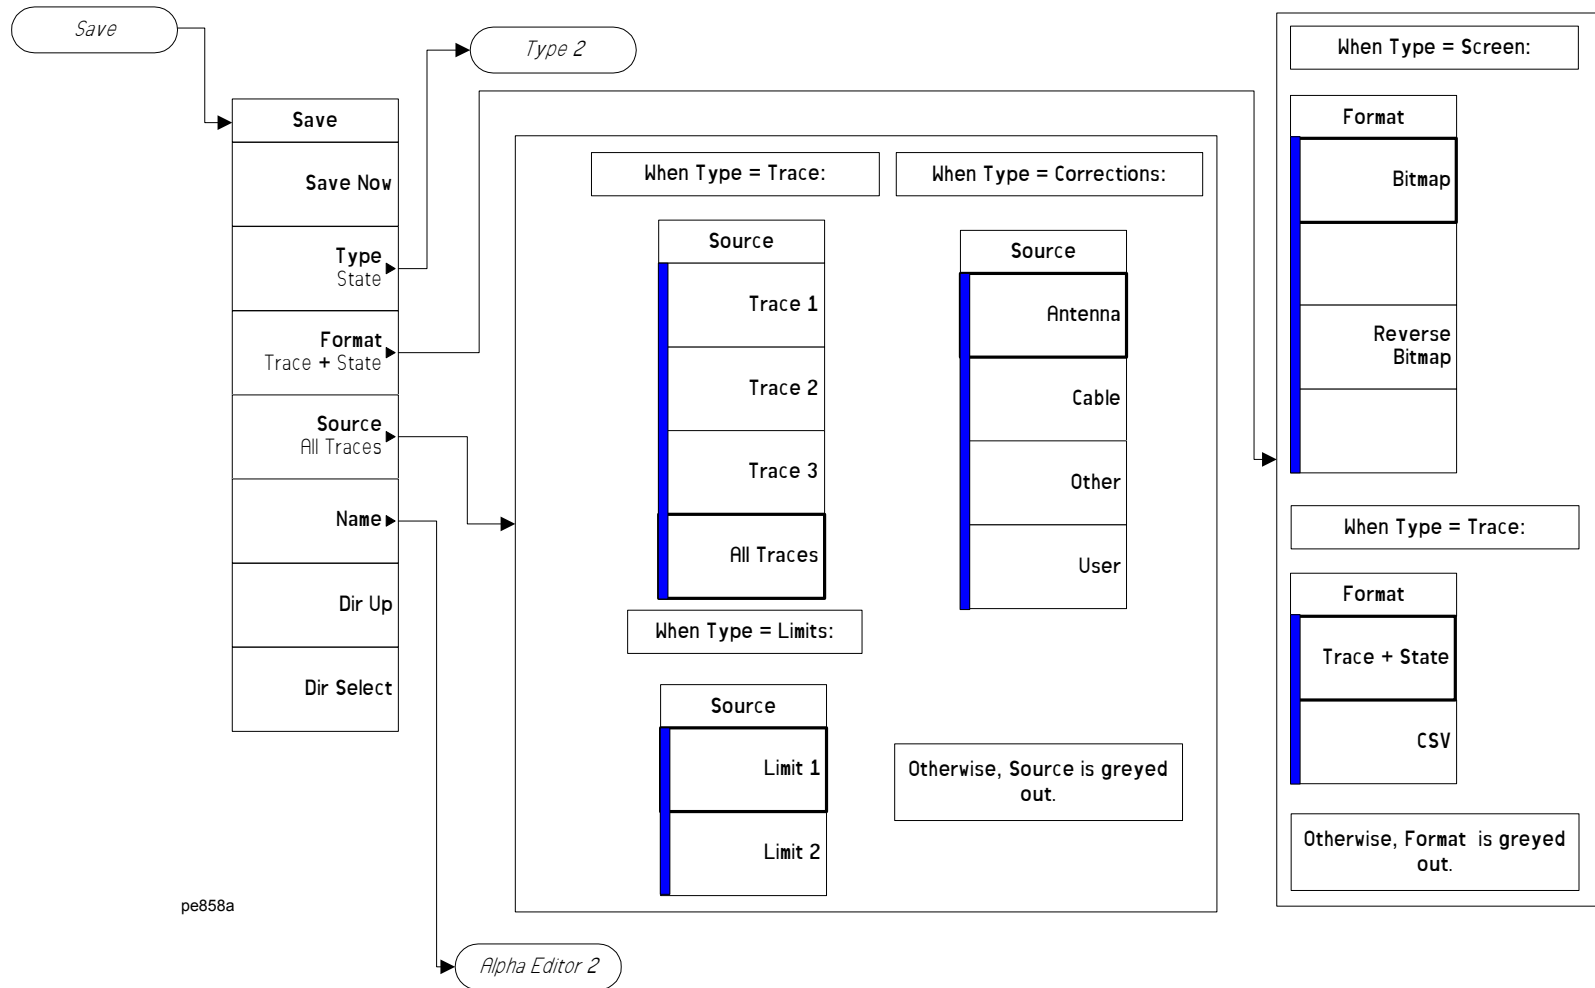 Save
Type 2
Save
Save Now
Type
State
Format
Trace + State
Source
All Traces
Name
Dir Up
Dir Select
When Type = Trace:
Source
Trace 1
Trace 2
Trace 3
All Traces
When Type = Corrections:
Source
Antenna
Cable
Other
User
When Type = Limits:
Source
Limit 1
Limit 2
Otherwise, Source is greyed
out.
When Type = Screen:
Format
Bitmap
Reverse
Bitmap
When Type = Trace:
Format
Trace + State
CSV
Otherwise, Format is greyed
out.
pe858a
Alpha Editor 2